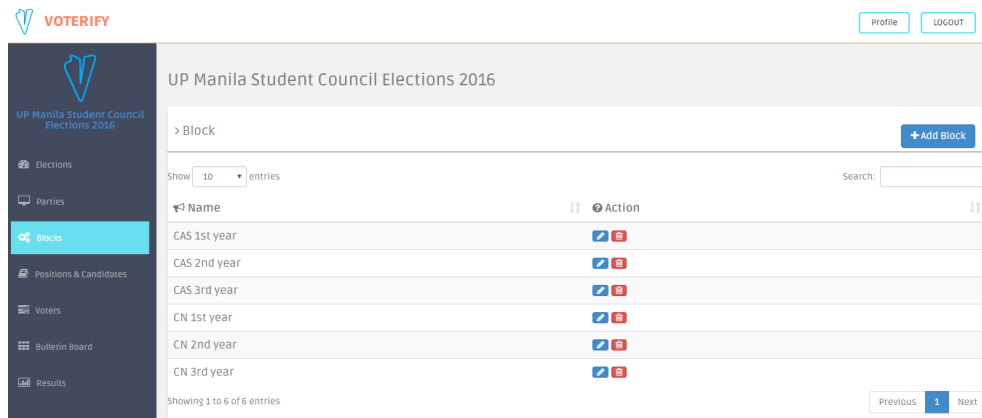 VOTERIFY
Profile
LOGOUT
UP Manila Student Council
Elections 2016
Elections
Parties
Blocks
Positions & Candidates
Voters
Bulletin Board
Results
UP Manila Student Council Elections 2016
> Block
+ Add Block
Show 10 entries
Search:
Name Action
CAS 1st year
CAS 2nd year
CAS 3rd year
CN 1st year
CN 2nd year
CN 3rd year
Showing 1 to 6 of 6 entries
Previous 1 Next